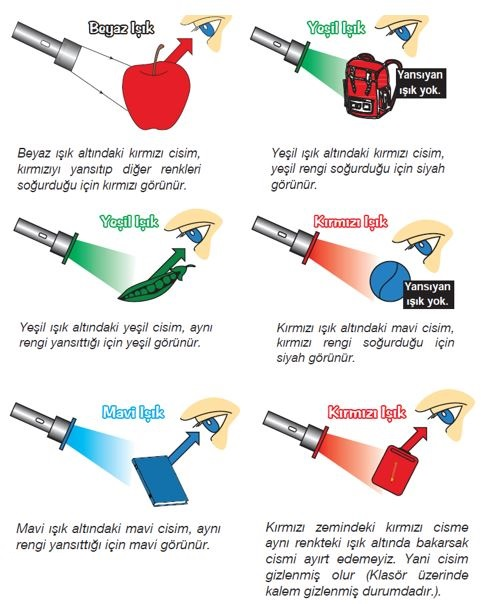 Beyaz Işık
Beyaz ışık altındaki kırmızı cisim,
kırmızıyı yansıtıp diğer renkleri
soğurduğu için kırmızı görünür.
Yeşil Işık
Yansıyan
ışık yok.
Yeşil ışık altındaki kırmızı cisim,
yeşil rengi soğurduğu için siyah
görünür.
Yeşil Işık
Yeşil ışık altındaki yeşil cisim, aynı
rengi yansıttığı için yeşil görünür.
Kırmızı Işık
Yansıyan
ışık yok.
Kırmızı ışık altındaki mavi cisim,
kırmızı rengi soğurduğu için
siyah görünür.
Mavi Işık
Mavi ışık altındaki mavi cisim, aynı
rengi yansıttığı için mavi görünür.
Kırmızı Işık
Kırmızı zemindeki kırmızı cisme
aynı renkteki ışık altında bakarsak
cismi ayırt edemeyiz. Yani cisim
gizlenmiş olur (Klasör üzerinde
kalem gizlenmiş durumdadır.).